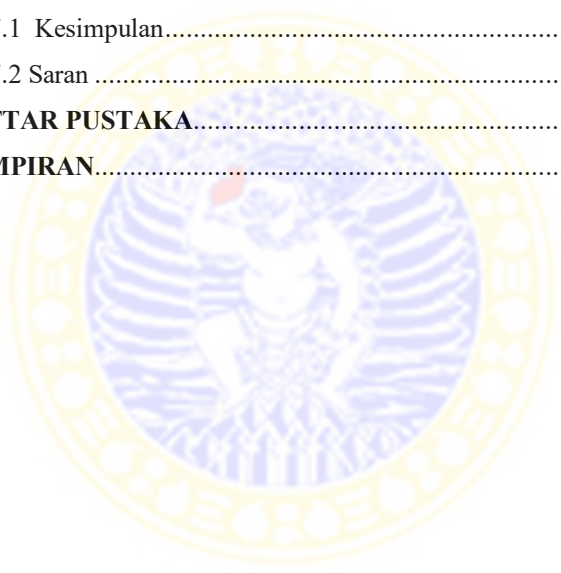 .1 Kesimpulan..........................................................
.2 Saran ..................................................................
TAR PUSTAKA....................................................
MPIRAN..................................................................